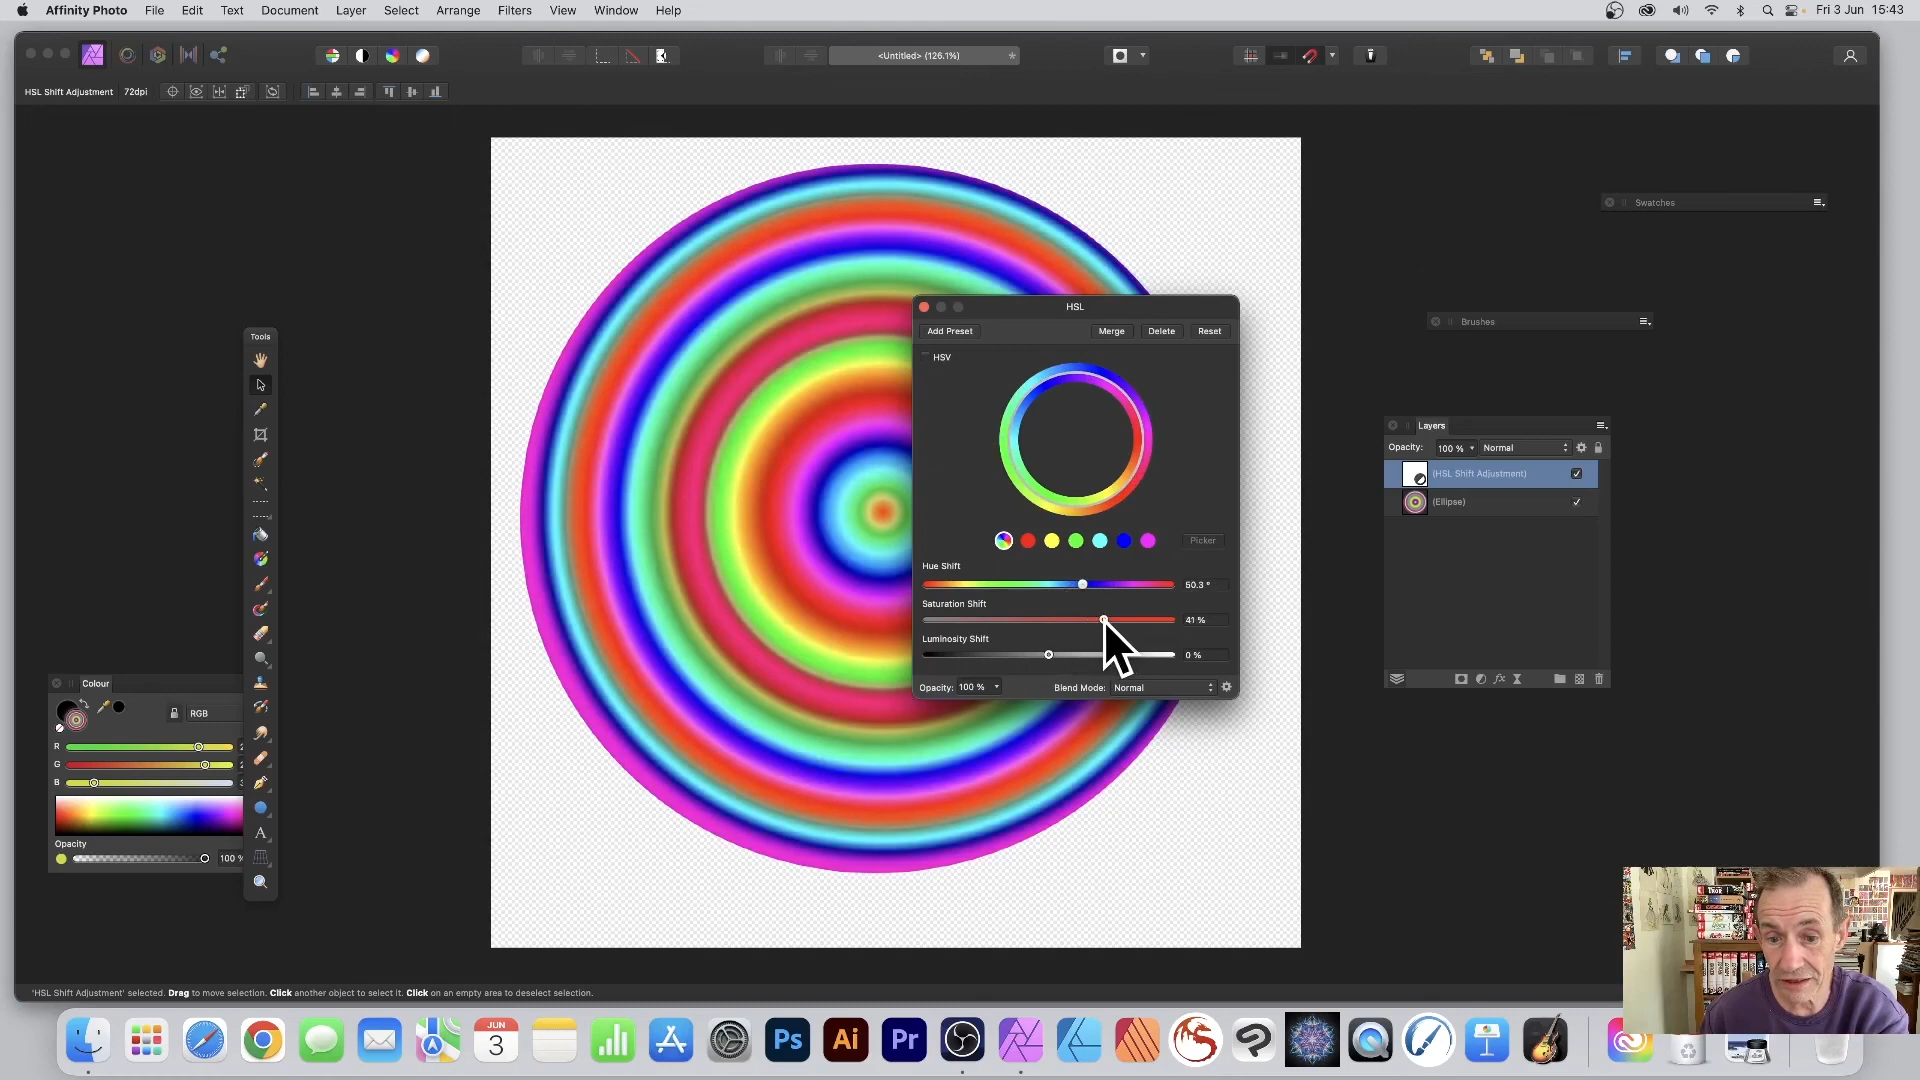 Affinity Photo File Edit Text Document Layer Select Arrange Filters View Window Help Fri 3 Jun 15:43
<Untitled> (126.1%)
HSL Shift Adjustment 72dpi
Swatches
HSL
Brushes
Add Preset Merge Delete Reset
Tools
HSV
Layers
Opacity: 100 % Normal
(HSL Shift Adjustment)
(Ellipse)
Picker
Hue Shift
50.3 °
Saturation Shift
41 %
Luminosity Shift
0 %
Opacity: 100 % Blend Mode: Normal
Colour
RGB
R
G
B
A
Opacity
100 %
'HSL Shift Adjustment' selected. Drag to move selection. Click another object to select it. Click on an empty area to deselect selection.
JUN
3
Ps
Ai
Pr